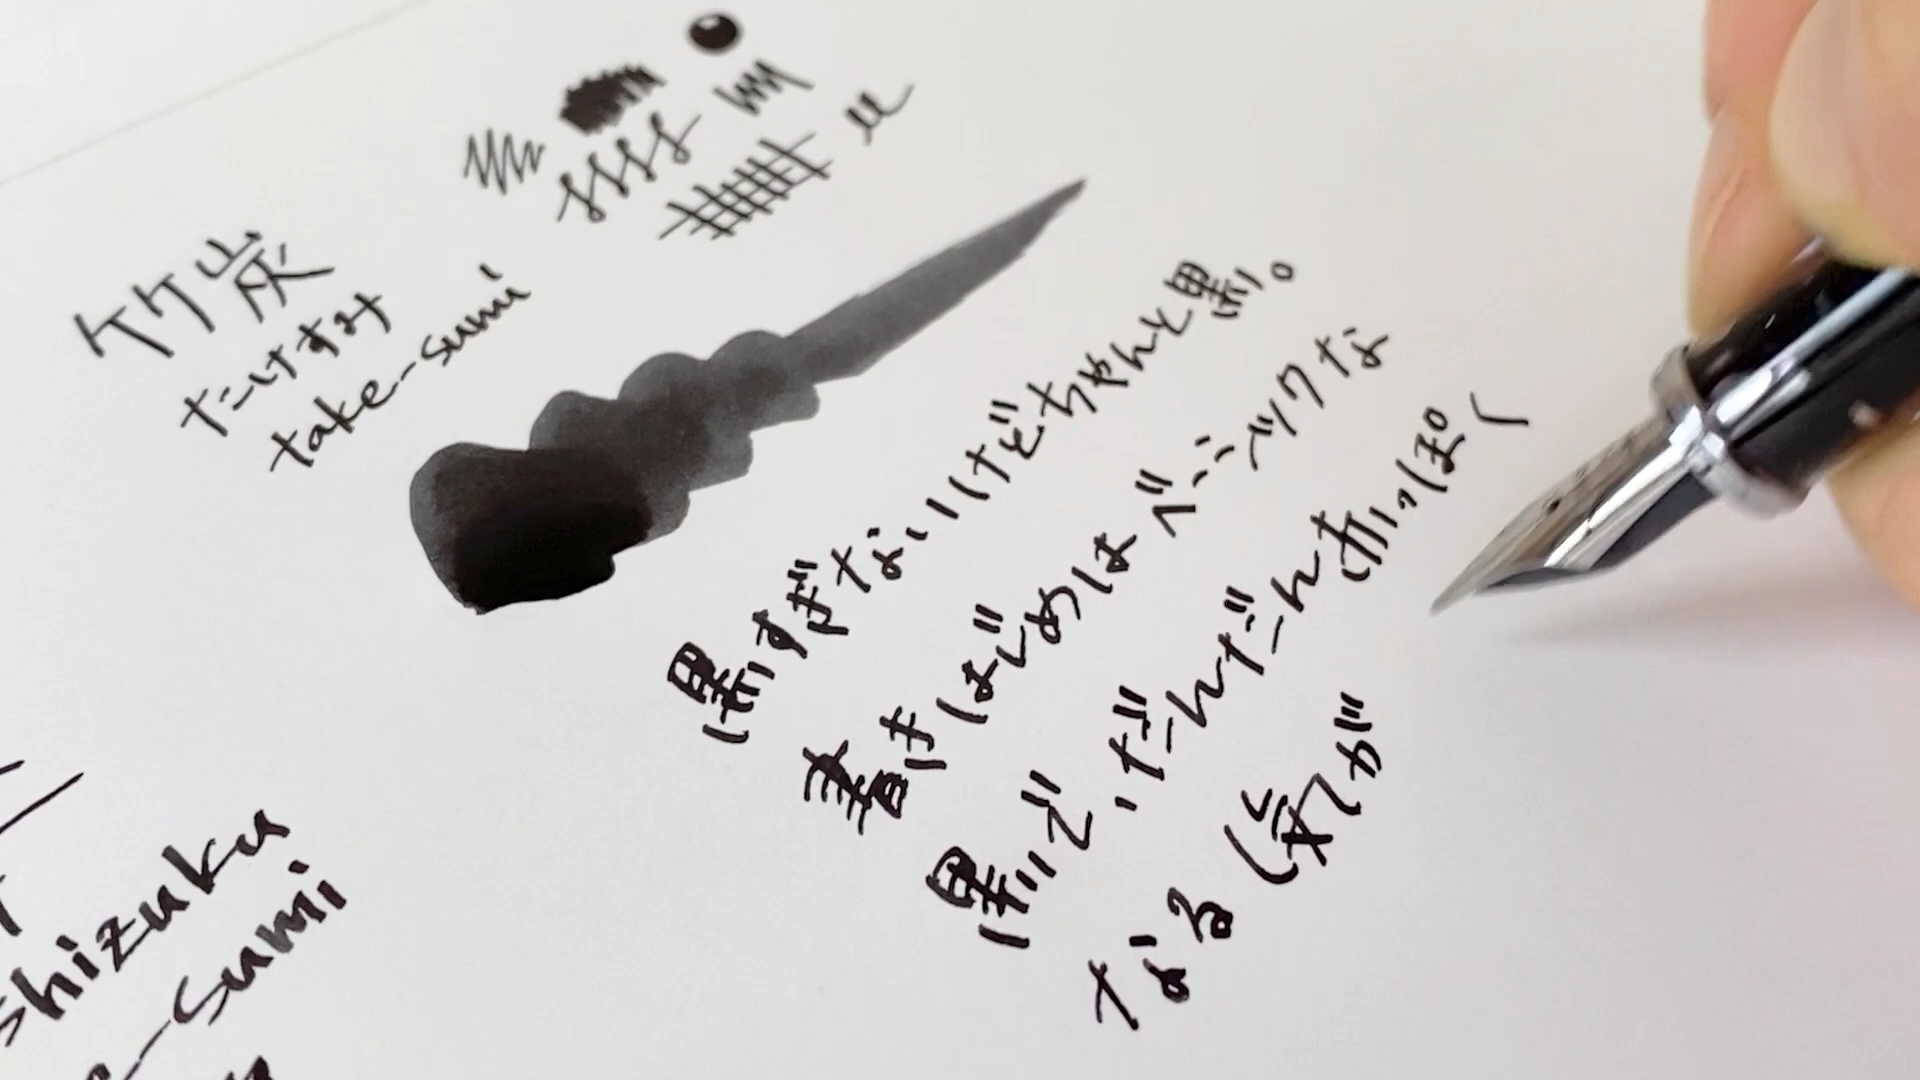 竹炭
たけすみ
take-sumi
黒すぎないけどちゃんと黒。
書きはじめはベーシックな
黒で、だんだん赤っぽく
なる(気が
shizuku
-sumi